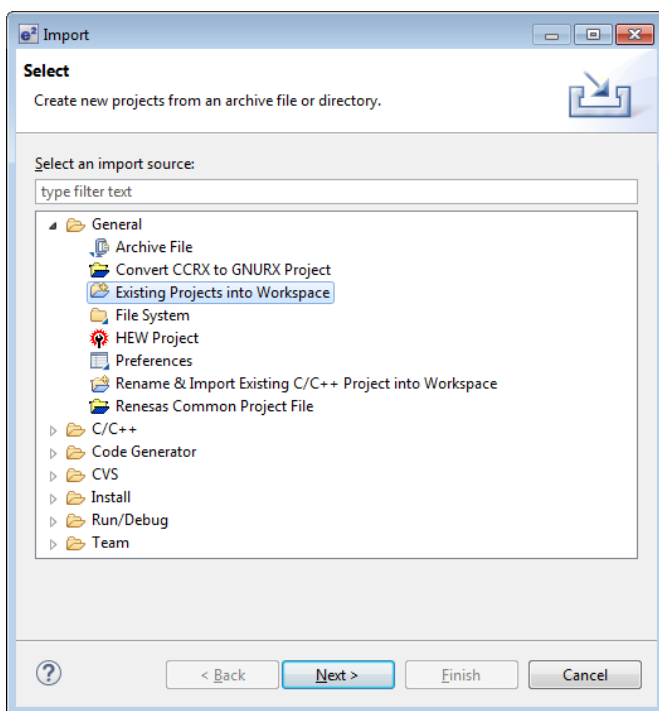 e² Import
Select
Create new projects from an archive file or directory.
Select an import source:
type filter text
General
Archive File
Convert CCRX to GNURX Project
Existing Projects into Workspace
File System
HEW Project
Preferences
Rename & Import Existing C/C++ Project into Workspace
Renesas Common Project File
C/C++
Code Generator
CVS
Install
Run/Debug
Team
? < Back Next > Finish Cancel